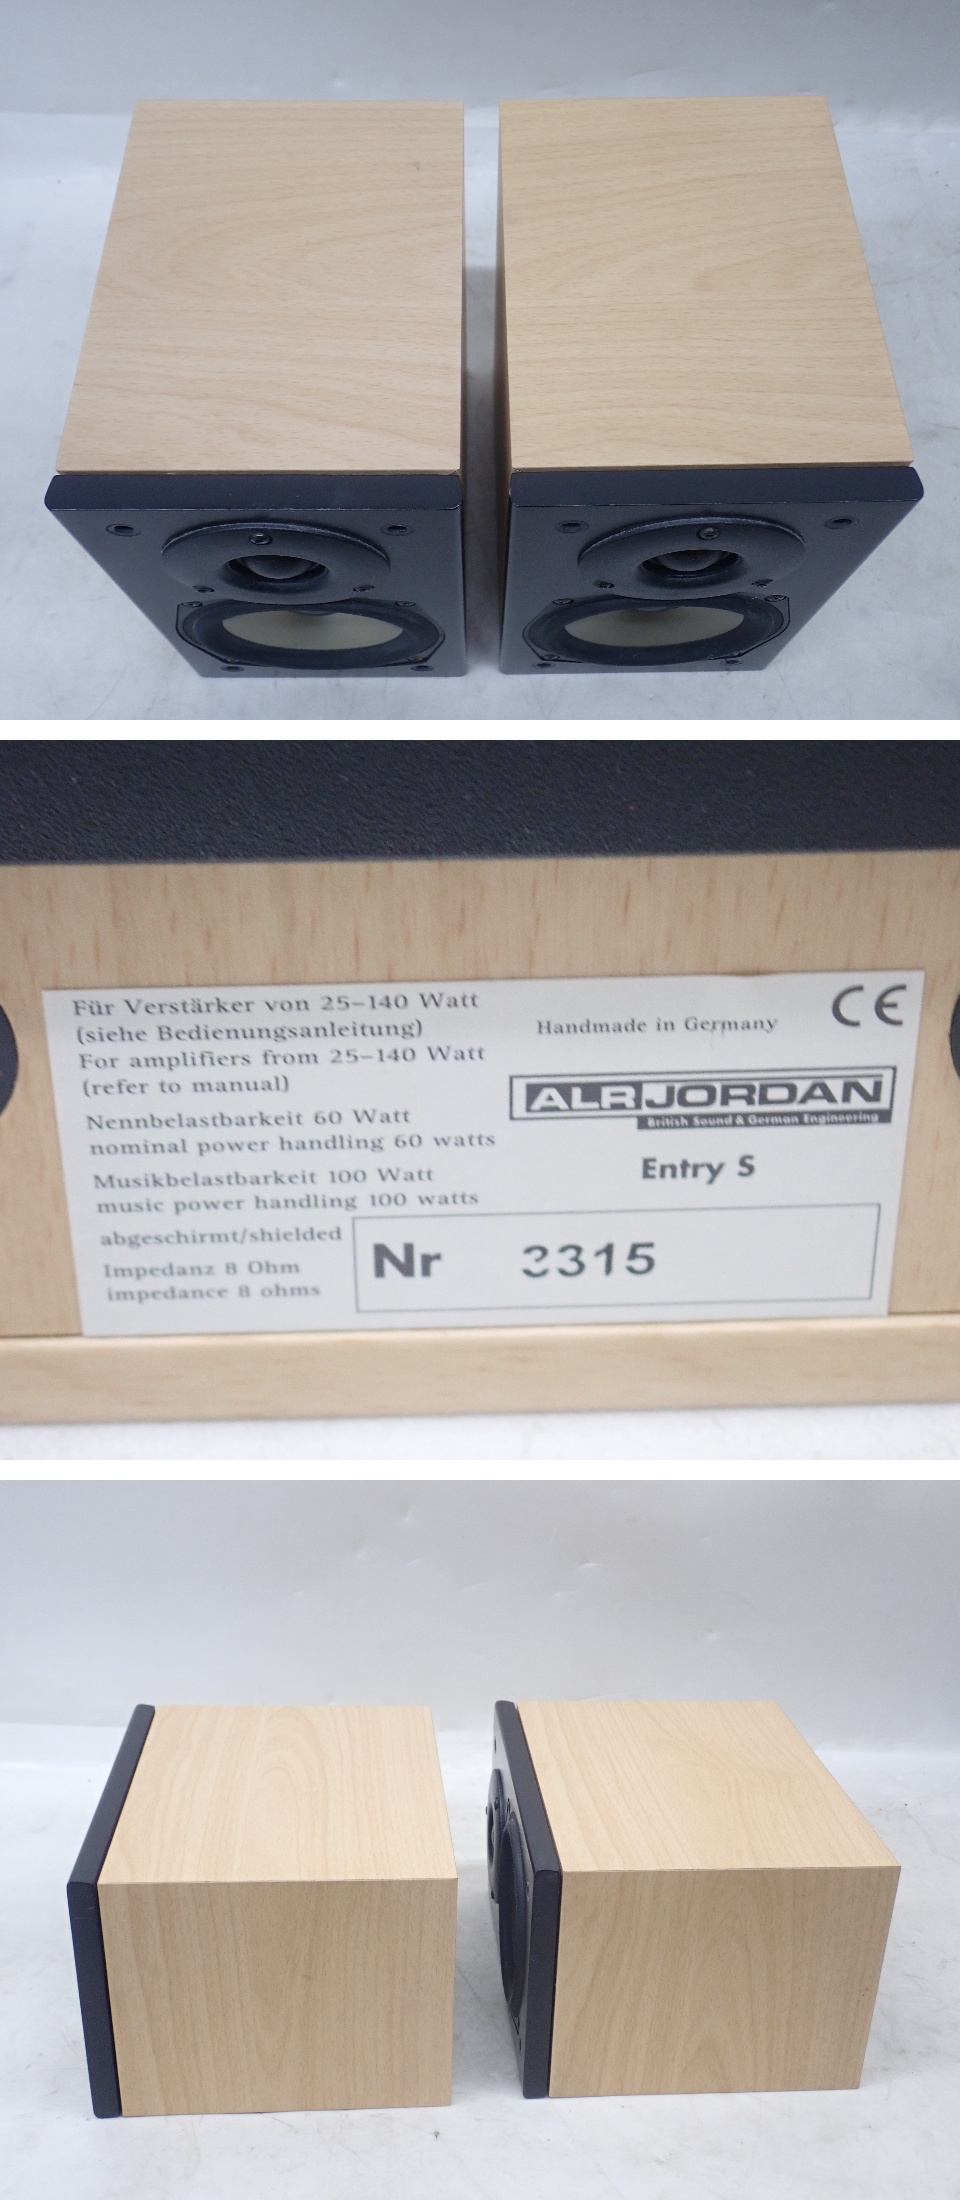 Für Verstärker von 25–140 Watt
(siehe Bedienungsanleitung)
For amplifiers from 25–140 Watt
(refer to manual)
Nennbelastbarkeit 60 Watt
nominal power handling 60 watts
Musikbelastbarkeit 100 Watt
music power handling 100 watts
abgeschirmt/shielded
Impedanz 8 Ohm
impedance 8 ohms
Handmade in Germany
CE
ALR JORDAN
British Sound & German Engineering
Entry S
Nr 3315